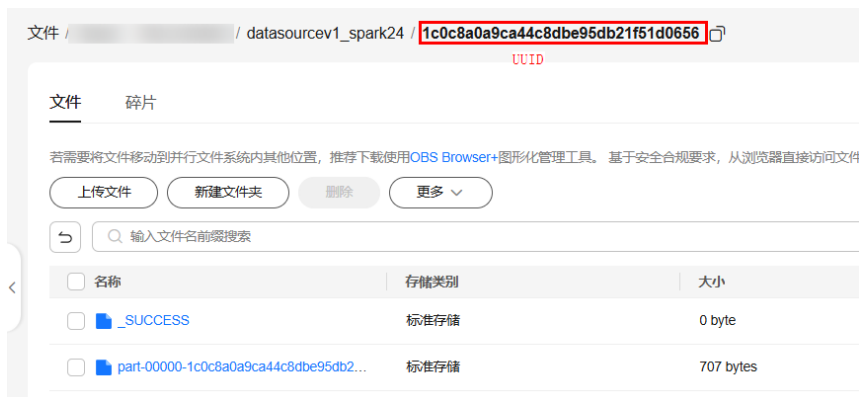 文件 / / datasourcev1_spark24 / 1c0c8a0a9ca44c8dbe95db21f51d0656
UUID
文件 碎片
若需要将文件移动到并行文件系统内其他位置，推荐下载使用OBS Browser+图形化管理工具。 基于安全合规要求，从浏览器直接访问文件
上传文件 新建文件夹 删除 更多
输入文件名前缀搜索
名称 存储类别 大小
_SUCCESS 标准存储 0 byte
part-00000-1c0c8a0a9ca44c8dbe95db2... 标准存储 707 bytes